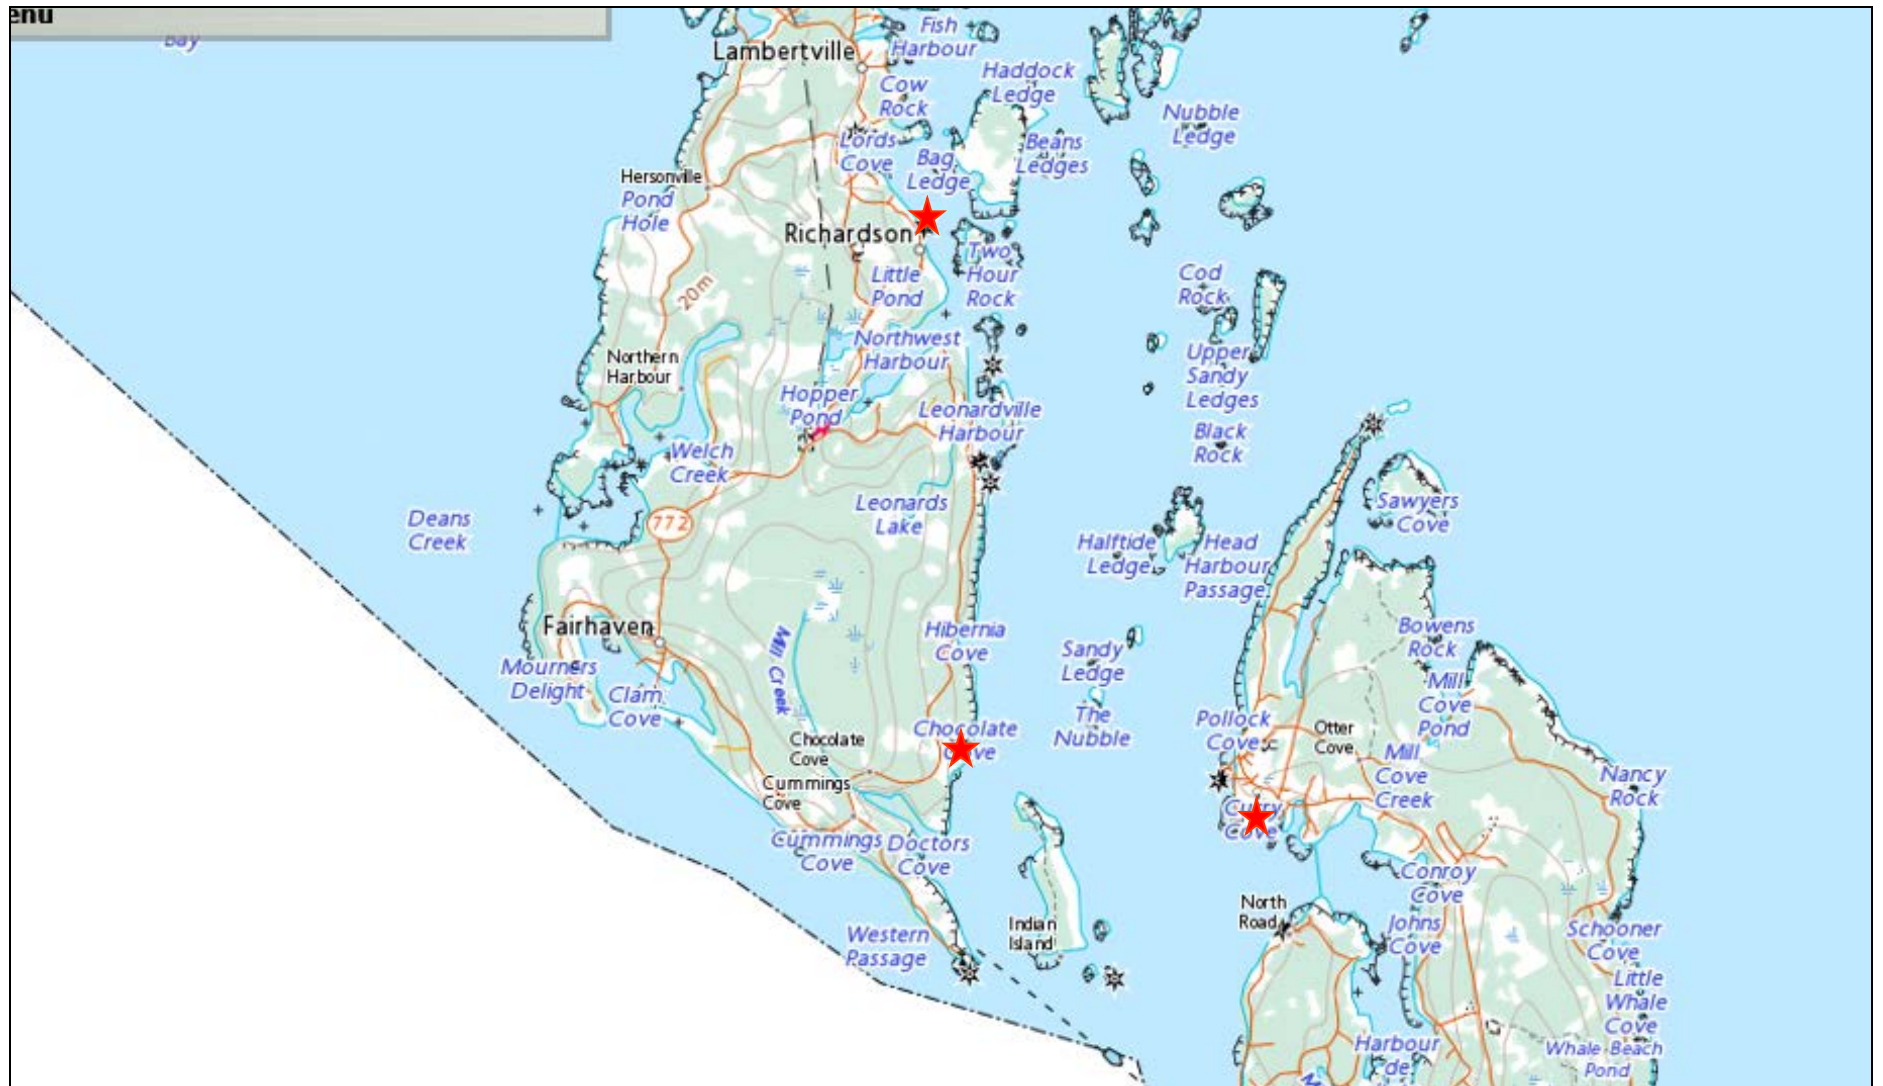 enu
Bay
Fish
Harbour
Lambertville
Haddock
Ledge
Cow
Rock
Nubble
Ledge
Lords
Cove
Beans
Ledges
Bag
Ledge
Hersonville
Pond
Hole
Richardson
Two
Hour
Rock
Little
Pond
Cod
Rock
20m
Northwest
Harbour
Northern
Harbour
Upper
Sandy
Ledges
Hopper
Pond
Leonardville
Harbour
Black
Rock
Welch
Creek
Leonards
Lake
Sawyers
Cove
772
Deans
Creek
Halftide
Ledge
Head
Harbour
Passage
Fairhaven
Hibernia
Cove
Mill Creek
Bowens
Rock
Sandy
Ledge
Mourners
Delight
Clam
Cove
Mill
Cove
Pond
The
Nubble
Pollock
Cove
Otter
Cove
Chocolate
Cove
Chocolate
Cove
Mill
Cove
Creek
Nancy
Rock
Cummings
Cove
Curry
Cove
Cummings
Cove
Doctors
Cove
Conroy
Cove
North
Road
Indian
Island
Johns
Cove
Schooner
Cove
Western
Passage
Little
Whale
Cove
Harbour
de
Whale Beach
Pond
M